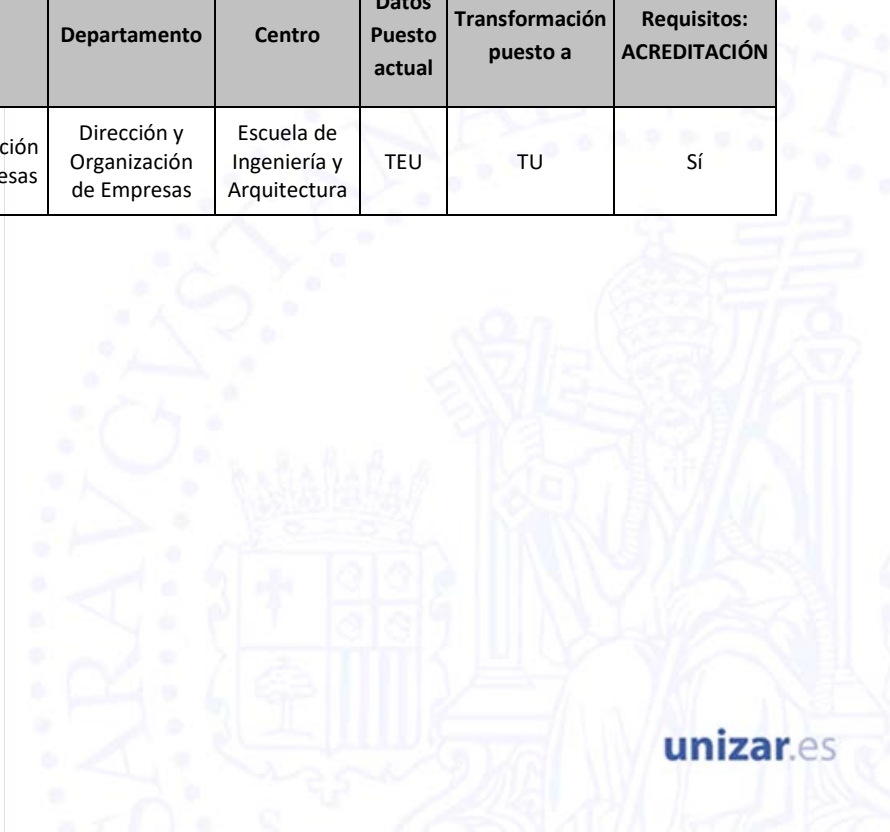 Datos
Departamento Centro Puesto Transformación Requisitos:
actual puesto a ACREDITACIÓN
Dirección y Escuela de
Organización Ingeniería y TEU TU Sí
de Empresas Arquitectura
unizar.es